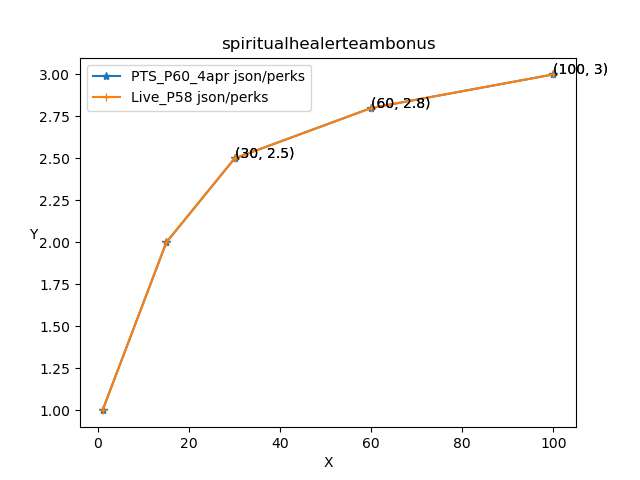 spiritualhealerteambonus
PTS_P60_4apr json/perks
Live_P58 json/perks
(100, 3)
(60, 2.8)
(30, 2.5)
3.00
2.75
2.50
2.25
2.00
1.75
1.50
1.25
1.00
Y
0 20 40 60 80 100
X